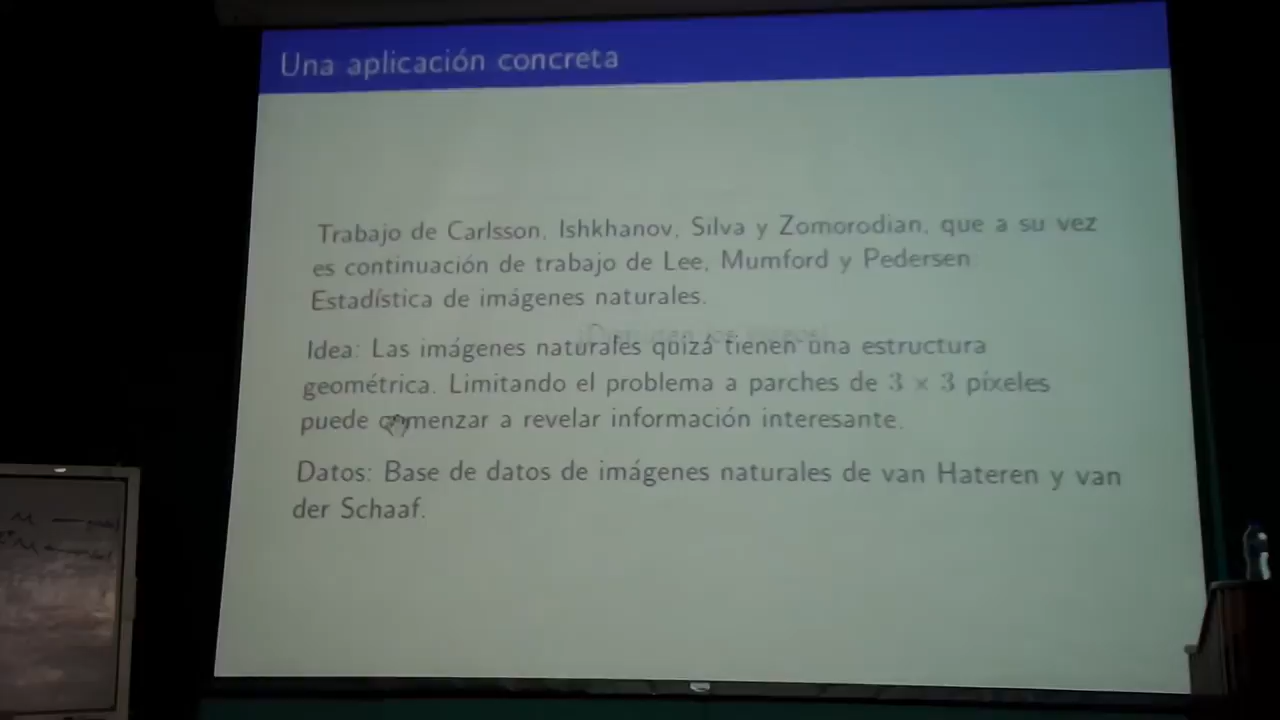 Una aplicación concreta
Trabajo de Carlsson, Ishkhanov, Silva y Zomorodian, que a su vez
es continuación de trabajo de Lee, Mumford y Pedersen
Estadística de imágenes naturales.
Idea: Las imágenes naturales quizá tienen una estructura
geométrica. Limitando el problema a parches de 3 × 3 píxeles
puede comenzar a revelar información interesante.
Datos: Base de datos de imágenes naturales de van Hateren y van
der Schaaf.